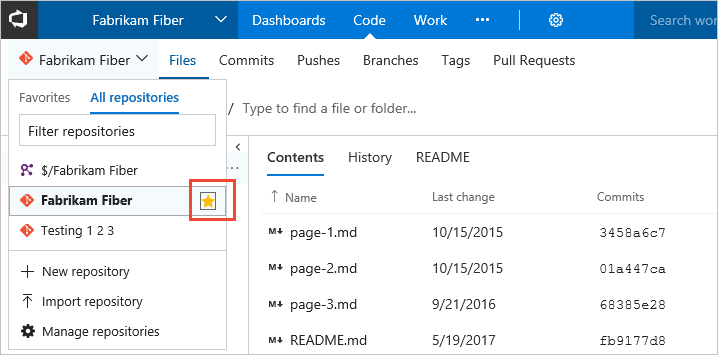 Fabrikam Fiber Dashboards Code Work ••• Search wor
Fabrikam Fiber Files Commits Pushes Branches Tags Pull Requests
Favorites All repositories
/ Type to find a file or folder...
Filter repositories
$/Fabrikam Fiber
Fabrikam Fiber
Testing 1 2 3
New repository
Import repository
Manage repositories
Contents History README
↑ Name Last change Commits
M↓ page-1.md 10/15/2015 3458a6c7
M↓ page-2.md 10/15/2015 01a447ca
M↓ page-3.md 9/21/2016 68385e28
M↓ README.md 5/19/2017 fb9177d8